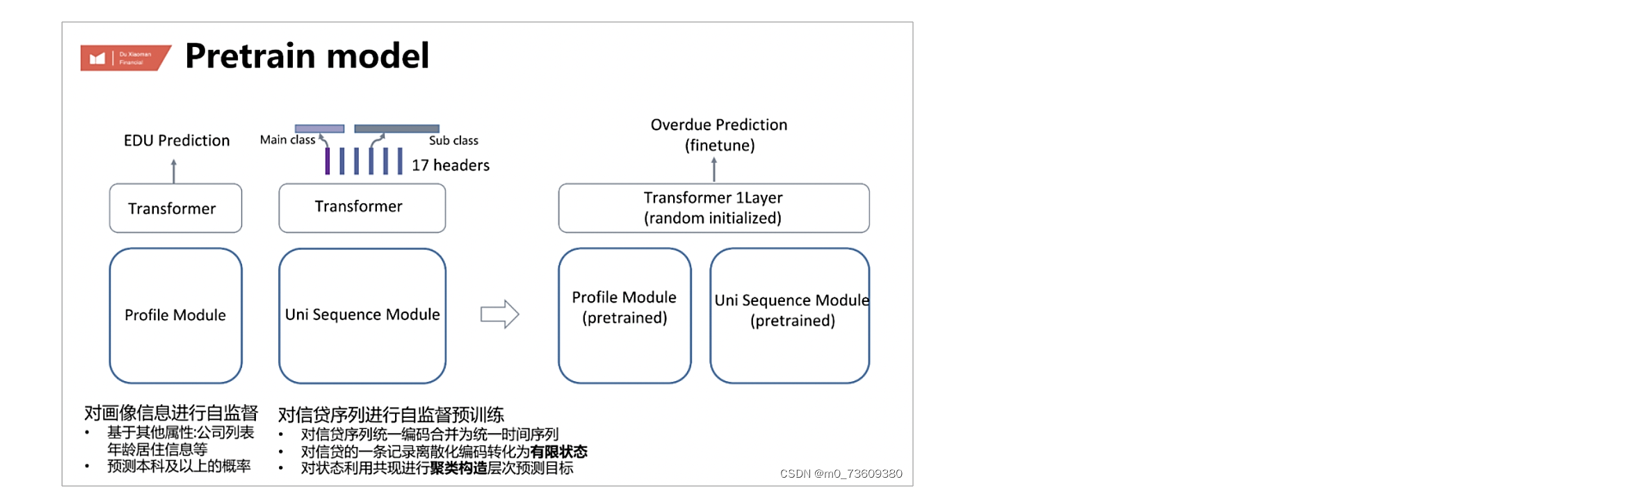 Du Xiaoman
Financial
Pretrain model
EDU Prediction
Main class
Sub class
17 headers
Transformer
Transformer
Profile Module
Uni Sequence Module
Overdue Prediction
(finetune)
Transformer 1Layer
(random initialized)
Profile Module
(pretrained)
Uni Sequence Module
(pretrained)
对画像信息进行自监督
• 基于其他属性:公司列表
年龄居住信息等
• 预测本科及以上的概率
对信贷序列进行自监督预训练
• 对信贷序列统一编码合并为统一时间序列
• 对信贷的一条记录离散化编码转化为有限状态
• 对状态利用共现进行聚类构造层次预测目标
CSDN @m0_73609380